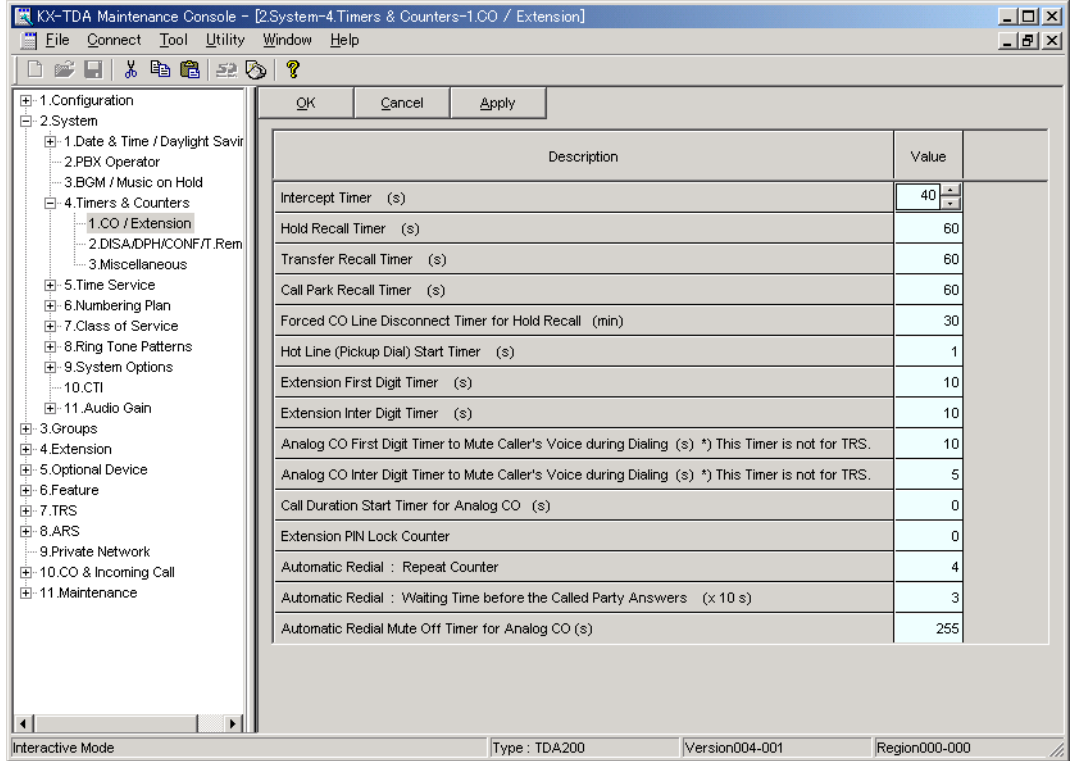 KX-TDA Maintenance Console - [2.System-4.Timers & Counters-1.CO / Extension]
File Connect Tool Utility Window Help
1.Configuration
2.System
1.Date & Time / Daylight Savir
2.PBX Operator
3.BGM / Music on Hold
4.Timers & Counters
1.CO / Extension
2.DISA/DPH/CONF/T.Rem
3.Miscellaneous
5.Time Service
6.Numbering Plan
7.Class of Service
8.Ring Tone Patterns
9.System Options
10.CTI
11.Audio Gain
3.Groups
4.Extension
5.Optional Device
6.Feature
7.TRS
8.ARS
9.Private Network
10.CO & Incoming Call
11.Maintenance
OK Cancel Apply
Description Value
Intercept Timer (s) 40
Hold Recall Timer (s) 60
Transfer Recall Timer (s) 60
Call Park Recall Timer (s) 60
Forced CO Line Disconnect Timer for Hold Recall (min) 30
Hot Line (Pickup Dial) Start Timer (s) 1
Extension First Digit Timer (s) 10
Extension Inter Digit Timer (s) 10
Analog CO First Digit Timer to Mute Caller's Voice during Dialing (s) *) This Timer is not for TRS. 10
Analog CO Inter Digit Timer to Mute Caller's Voice during Dialing (s) *) This Timer is not for TRS. 5
Call Duration Start Timer for Analog CO (s) 0
Extension PIN Lock Counter 0
Automatic Redial : Repeat Counter 4
Automatic Redial : Waiting Time before the Called Party Answers (x 10 s) 3
Automatic Redial Mute Off Timer for Analog CO (s) 255
Interactive Mode Type : TDA200 Version004-001 Region000-000